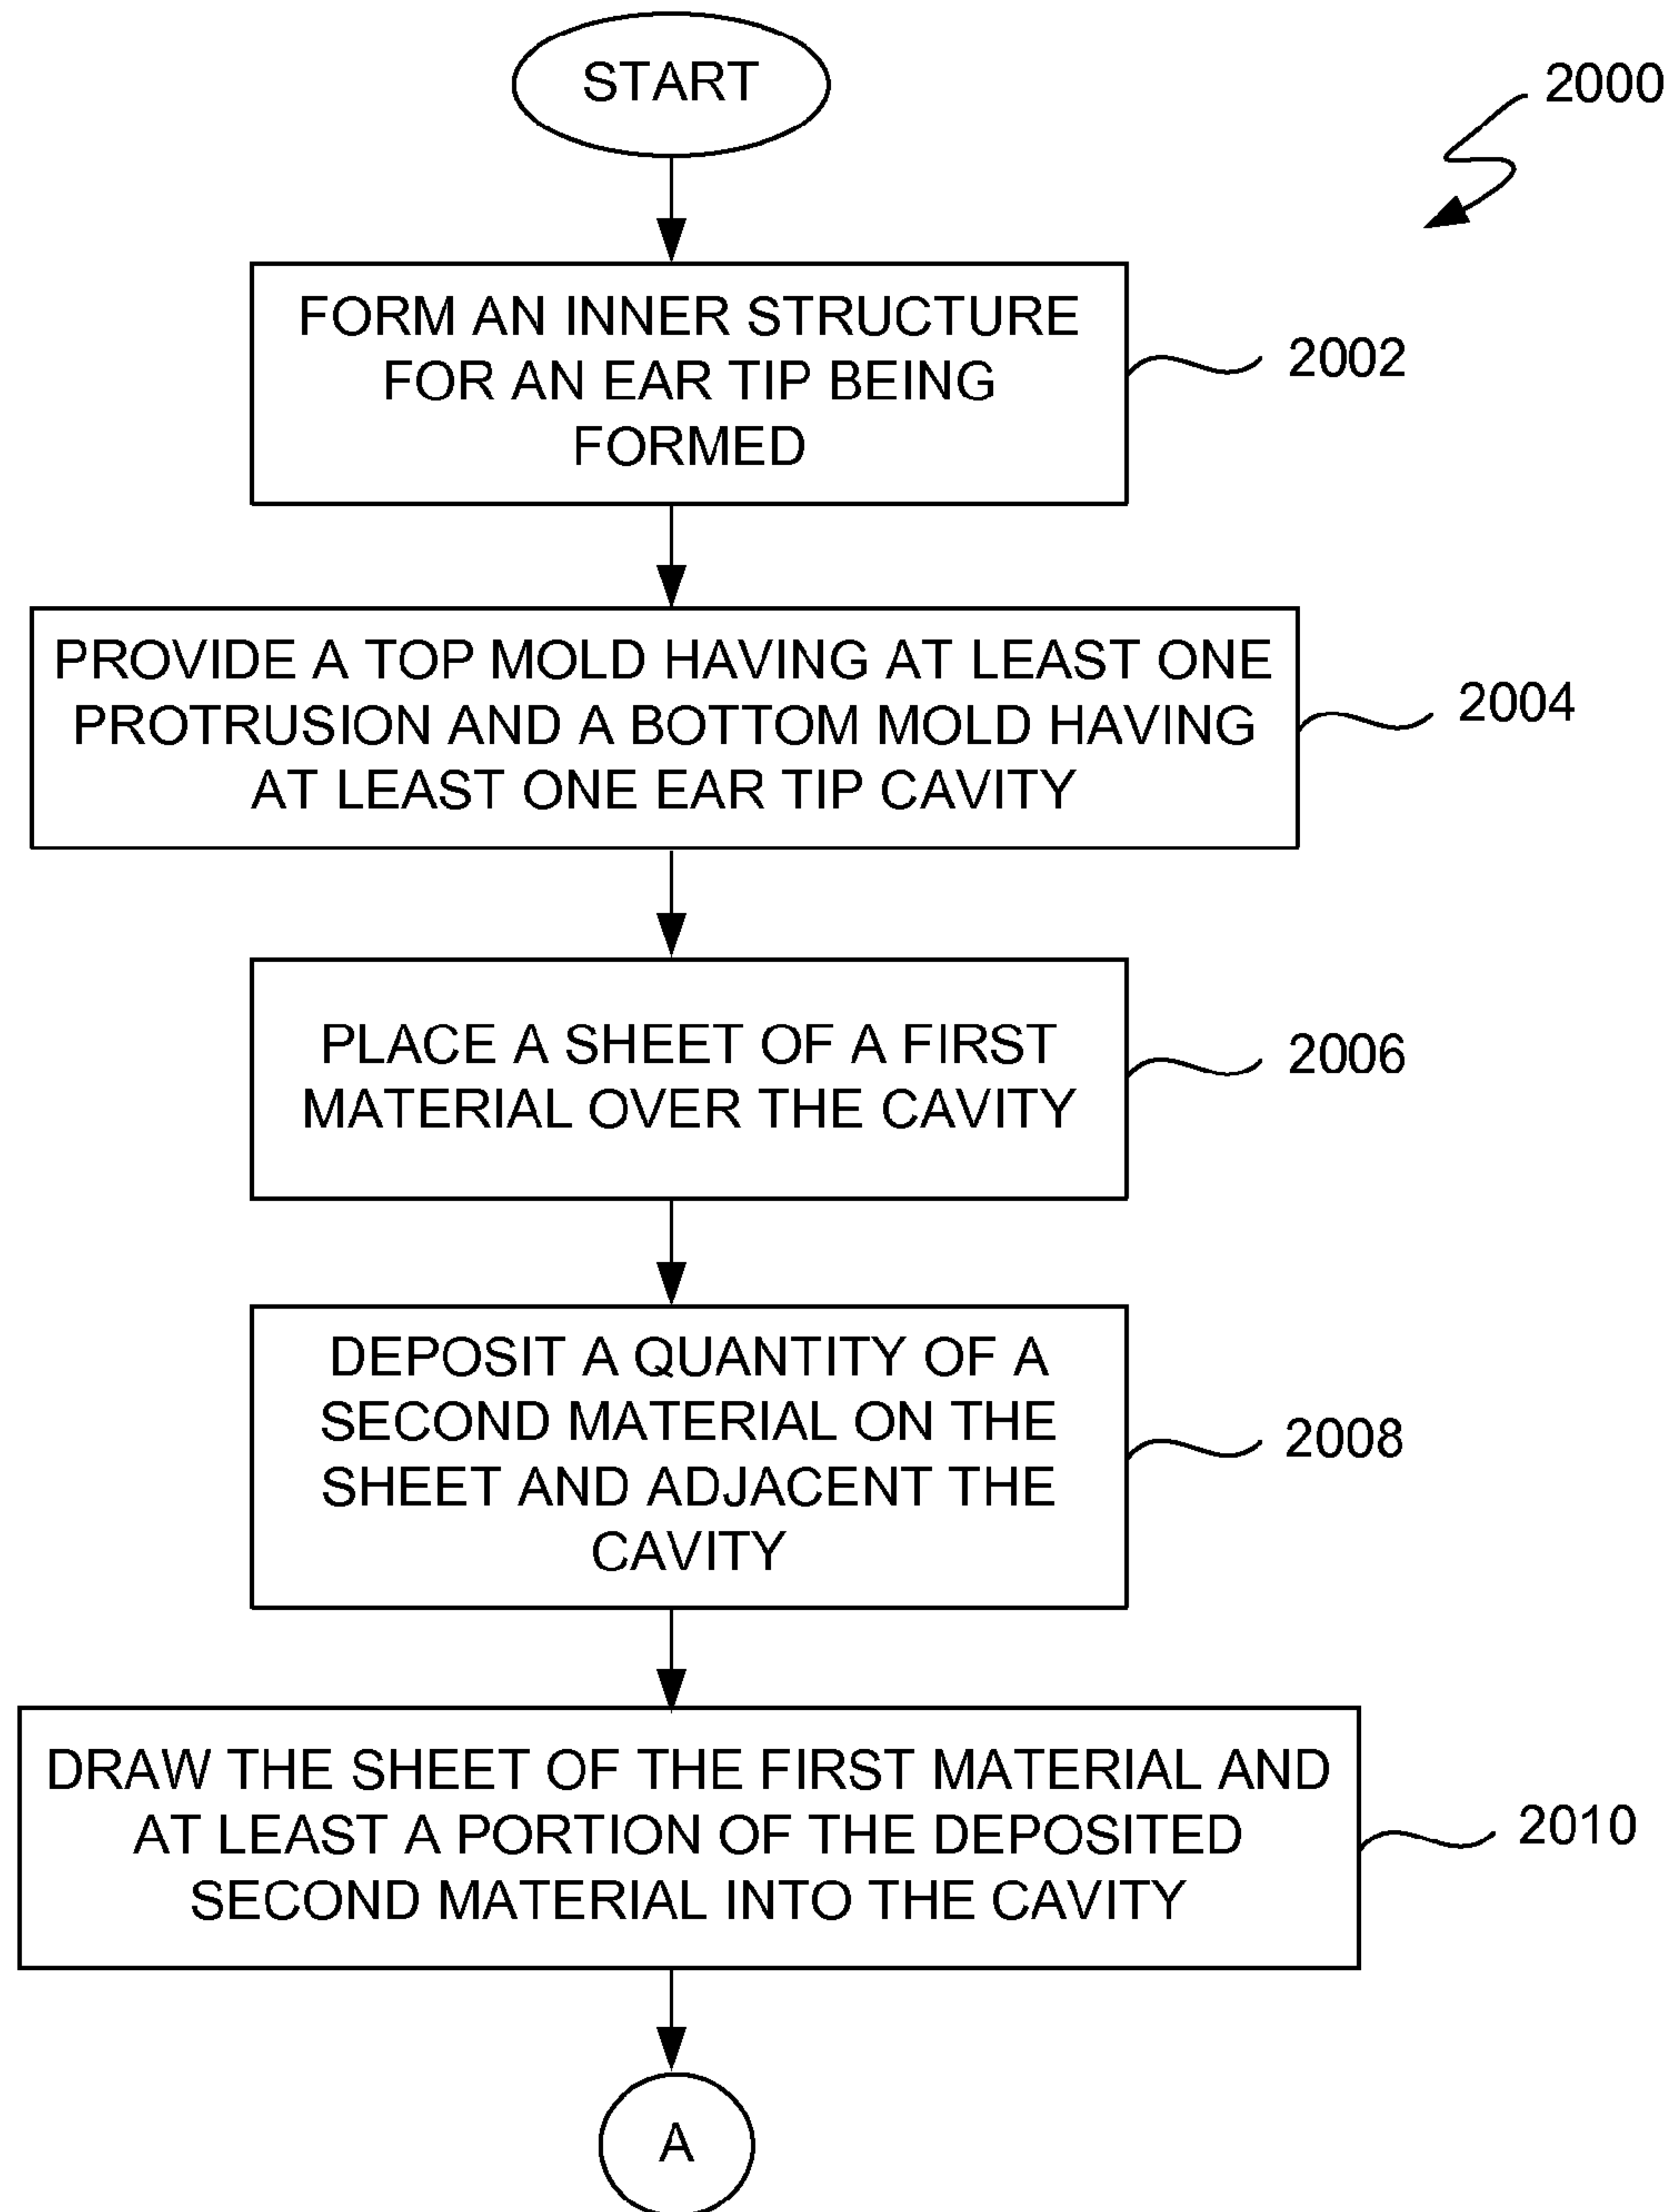 START
2000
FORM AN INNER STRUCTURE
FOR AN EAR TIP BEING
FORMED
2002
PROVIDE A TOP MOLD HAVING AT LEAST ONE
PROTRUSION AND A BOTTOM MOLD HAVING
AT LEAST ONE EAR TIP CAVITY
2004
PLACE A SHEET OF A FIRST
MATERIAL OVER THE CAVITY
2006
DEPOSIT A QUANTITY OF A
SECOND MATERIAL ON THE
SHEET AND ADJACENT THE
CAVITY
2008
DRAW THE SHEET OF THE FIRST MATERIAL AND
AT LEAST A PORTION OF THE DEPOSITED
SECOND MATERIAL INTO THE CAVITY
2010
A